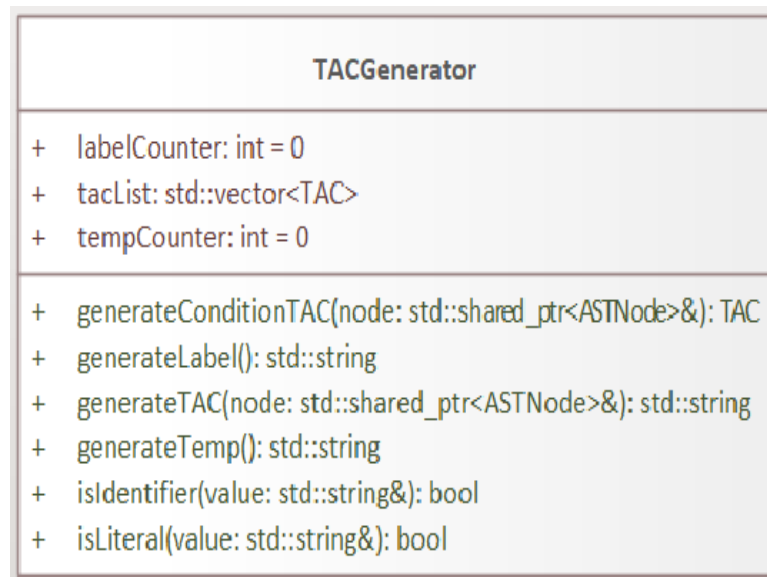 TACGenerator
+ labelCounter: int = 0
+ tacList: std::vector<TAC>
+ tempCounter: int = 0
+ generateConditionTAC(node: std::shared_ptr<ASTNode>&): TAC
+ generateLabel(): std::string
+ generateTAC(node: std::shared_ptr<ASTNode>&): std::string
+ generateTemp(): std::string
+ isIdentifier(value: std::string&): bool
+ isLiteral(value: std::string&): bool